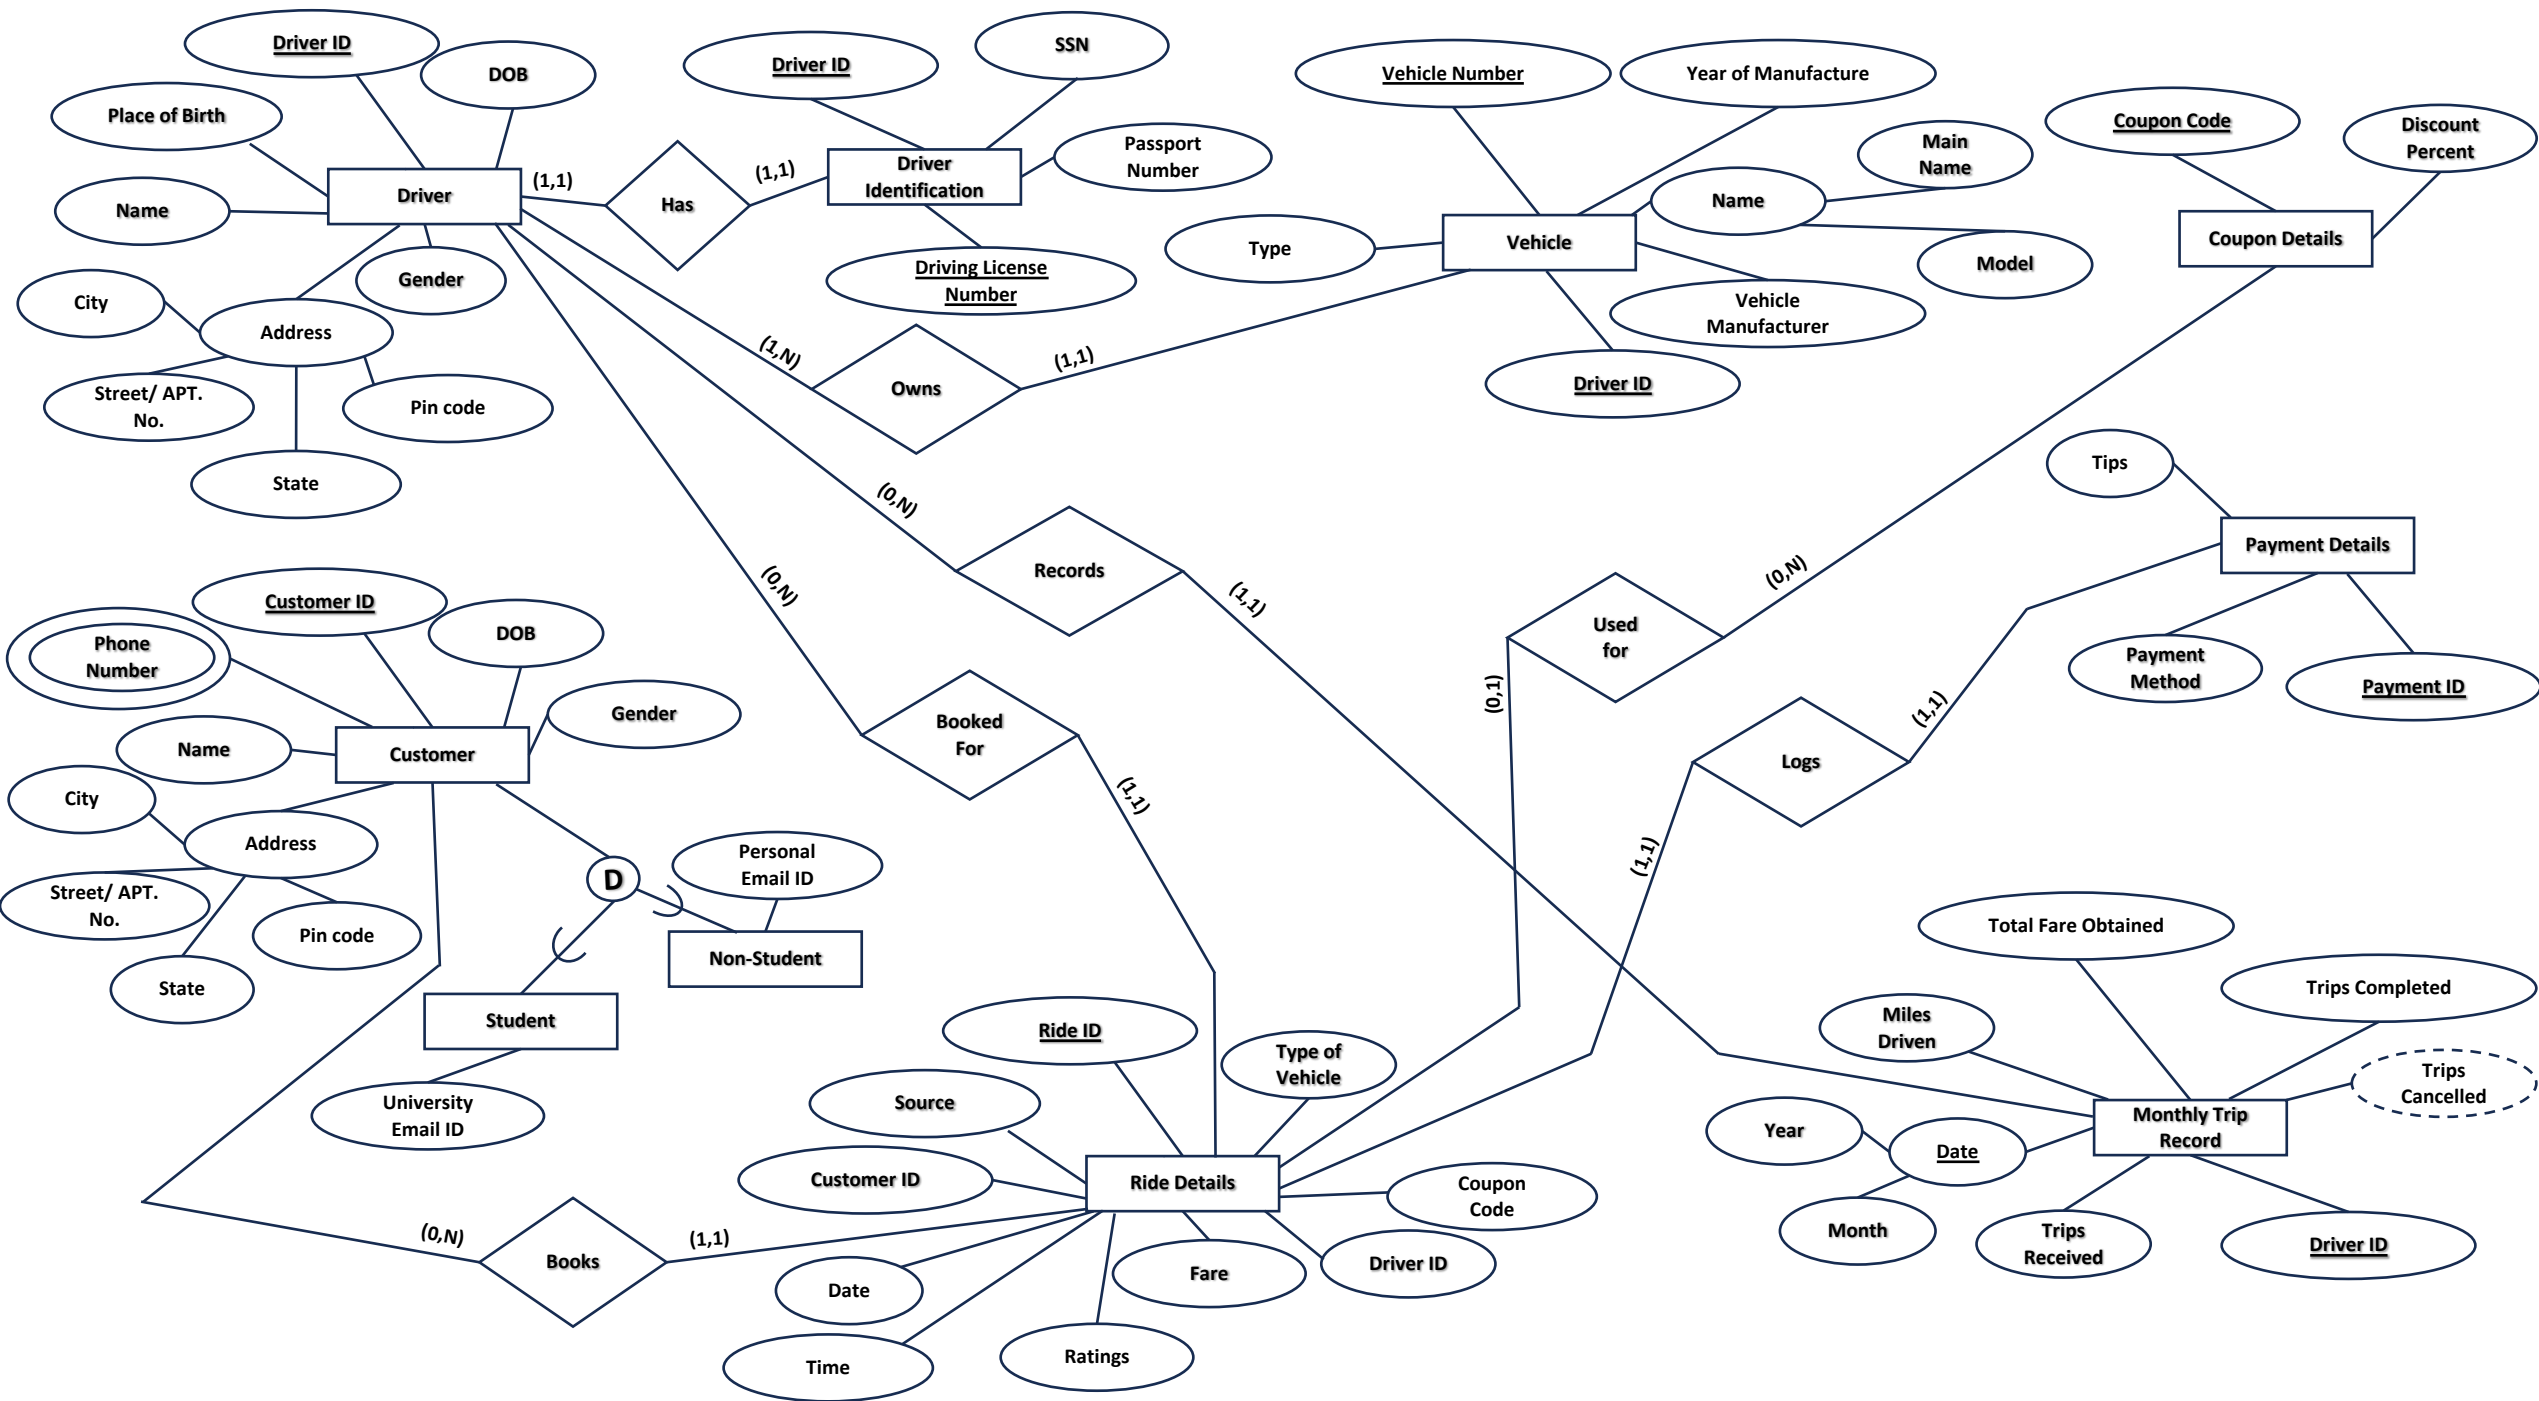 Driver ID
DOB
Place of Birth
Name
Driver
Gender
City
Address
Street/ APT.
No.
Pin code
State
(1,1)
Has
(1,1)
Driver ID
SSN
Driver
Identification
Passport
Number
Driving License
Number
(1,N)
Owns
(1,1)
Vehicle Number
Year of Manufacture
Main
Name
Name
Model
Type
Vehicle
Vehicle
Manufacturer
Driver ID
Coupon Code
Discount
Percent
Coupon Details
(0,N)
Records
(1,1)
(0,N)
Booked
For
(1,1)
Used
for
(0,N)
(0,1)
Tips
Payment Details
Payment
Method
Payment ID
Logs
(1,1)
(1,1)
Customer ID
DOB
Phone
Number
Gender
Name
Customer
City
Address
Street/ APT.
No.
Pin code
State
D
Personal
Email ID
Non-Student
Student
University
Email ID
(0,N)
Books
(1,1)
Ride ID
Type of
Vehicle
Source
Customer ID
Ride Details
Coupon
Code
Driver ID
Fare
Date
Ratings
Time
Total Fare Obtained
Trips Completed
Miles
Driven
Trips
Cancelled
Monthly Trip
Record
Year
Date
Month
Trips
Received
Driver ID